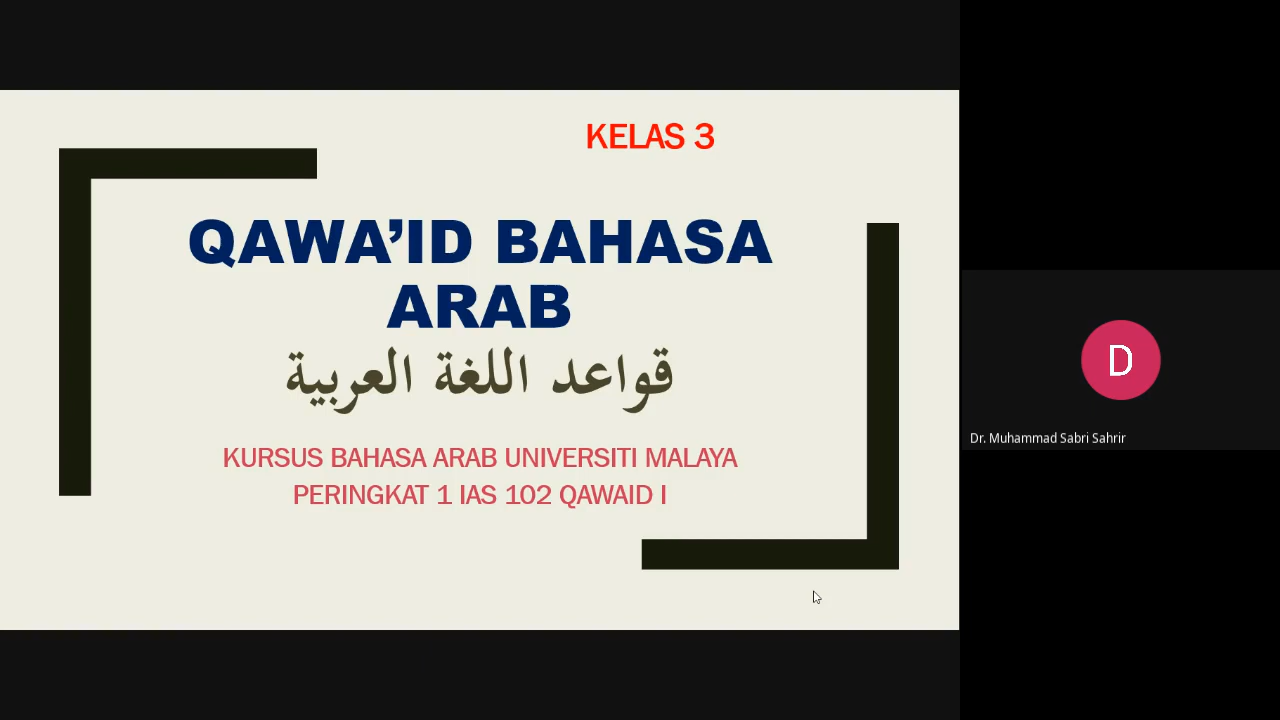 KELAS 3
QAWA’ID BAHASA
ARAB
قواعد اللغة العربية
KURSUS BAHASA ARAB UNIVERSITI MALAYA
PERINGKAT 1 IAS 102 QAWAID I
D
Dr. Muhammad Sabri Sahrir